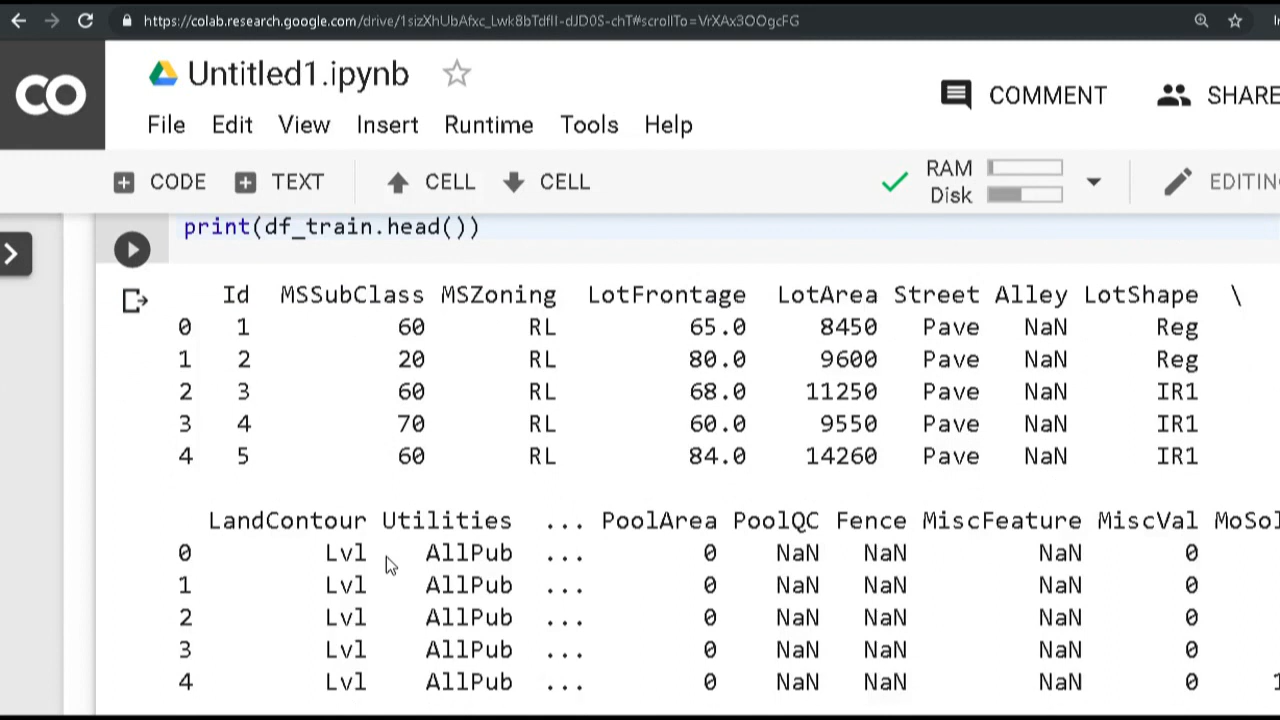 https://colab.research.google.com/drive/1sizXhUbAfxc_Lwk8bTdfIl-dJD0S-chT#scrollTo=VrXAx3OOgcFG
CO Untitled1.ipynb
COMMENT SHARE
File Edit View Insert Runtime Tools Help
CODE TEXT CELL CELL RAM Disk EDITIN
print(df_train.head())
Id MSSubClass MSZoning LotFrontage LotArea Street Alley LotShape \
0 1 60 RL 65.0 8450 Pave NaN Reg
1 2 20 RL 80.0 9600 Pave NaN Reg
2 3 60 RL 68.0 11250 Pave NaN IR1
3 4 70 RL 60.0 9550 Pave NaN IR1
4 5 60 RL 84.0 14260 Pave NaN IR1
LandContour Utilities ... PoolArea PoolQC Fence MiscFeature MiscVal MoSol
0 Lvl AllPub ... 0 NaN NaN NaN 0
1 Lvl AllPub ... 0 NaN NaN NaN 0
2 Lvl AllPub ... 0 NaN NaN NaN 0
3 Lvl AllPub ... 0 NaN NaN NaN 0
4 Lvl AllPub ... 0 NaN NaN NaN 0 1